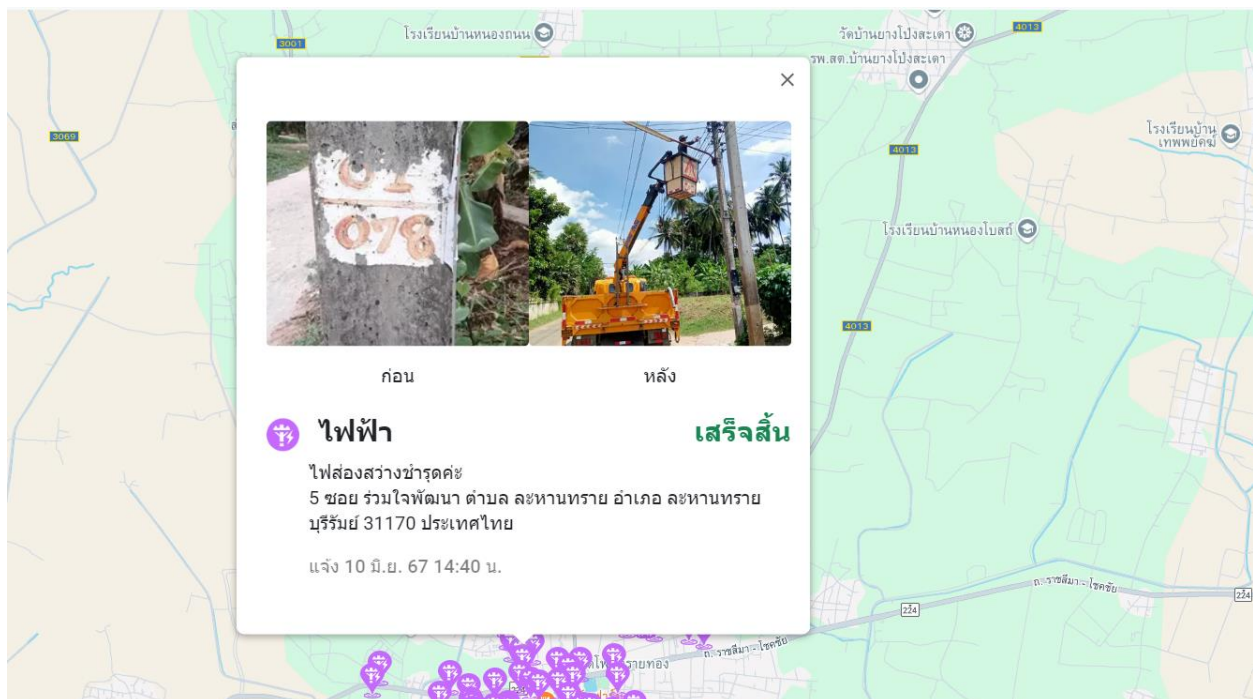 3001
โรงเรียนบ้านหนองถนน
วัดบ้านยางโป่งสะเดา
4013
รพ.สต.บ้านยางโป่งสะเดา
3069
4013
โรงเรียนบ้าน
เทพพยัคฆ์
โรงเรียนบ้านหนองโบสถ์
4013
01
078
ก่อน
หลัง
ไฟฟ้า
เสร็จสิ้น
ไฟส่องสว่างชำรุดค่ะ
5 ซอย ร่วมใจพัฒนา ตำบล ละหานทราย อำเภอ ละหานทราย
บุรีรัมย์ 31170 ประเทศไทย
แจ้ง 10 มิ.ย. 67 14:40 น.
ถ. ราชสีมา - โชคชัย
224
224
ถ. ราชสีมา - โชคชัย